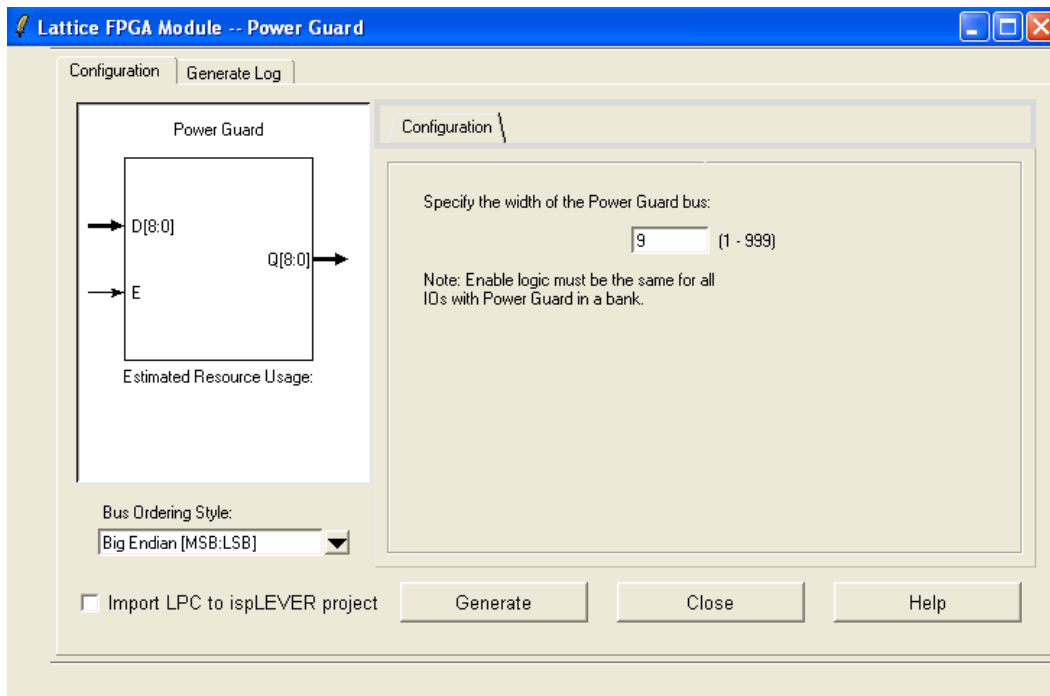 Lattice FPGA Module -- Power Guard
Configuration
Generate Log
Power Guard
D[8:0]
Q[8:0]
E
Estimated Resource Usage:
Bus Ordering Style:
Big Endian [MSB:LSB]
Configuration
Specify the width of the Power Guard bus:
9 (1 - 999)
Note: Enable logic must be the same for all
IOs with Power Guard in a bank.
Import LPC to ispLEVER project
Generate
Close
Help